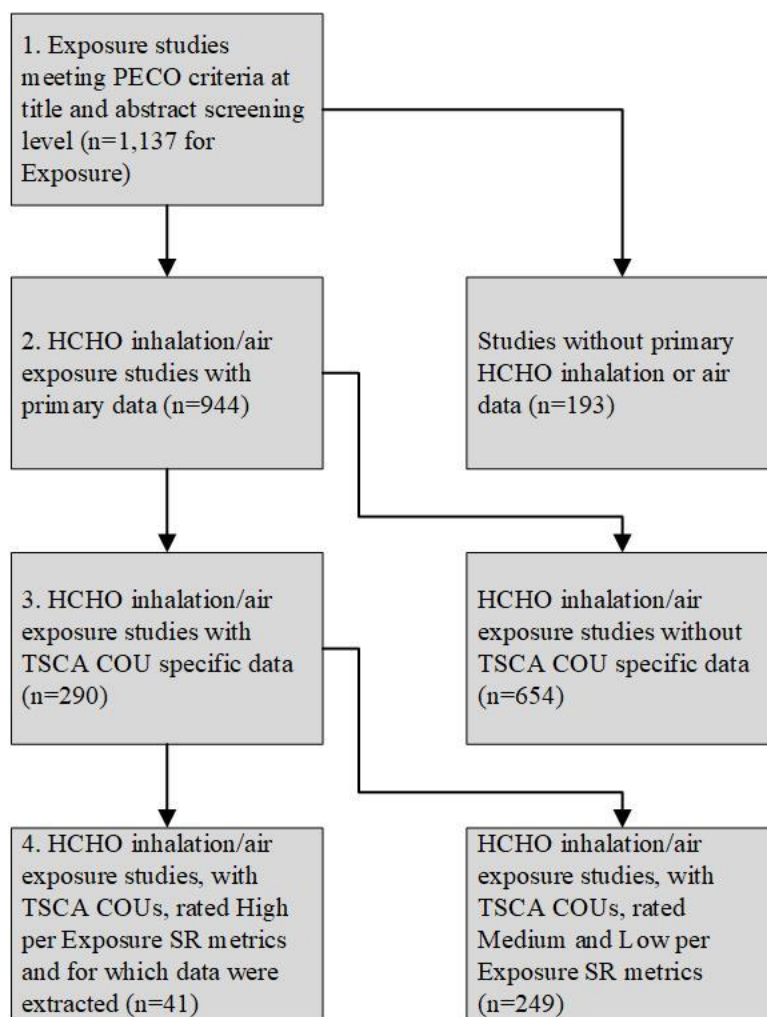 1. Exposure studies
meeting PECO criteria at
title and abstract screening
level (n=1,137 for
Exposure)
2. HCHO inhalation/air
exposure studies with
primary data (n=944)
Studies without primary
HCHO inhalation or air
data (n=193)
3. HCHO inhalation/air
exposure studies with
TSCA COU specific data
(n=290)
HCHO inhalation/air
exposure studies without
TSCA COU specific data
(n=654)
4. HCHO inhalation/air
exposure studies, with
TSCA COUs, rated High
per Exposure SR metrics
and for which data were
extracted (n=41)
HCHO inhalation/air
exposure studies, with
TSCA COUs, rated
Medium and Low per
Exposure SR metrics
(n=249)